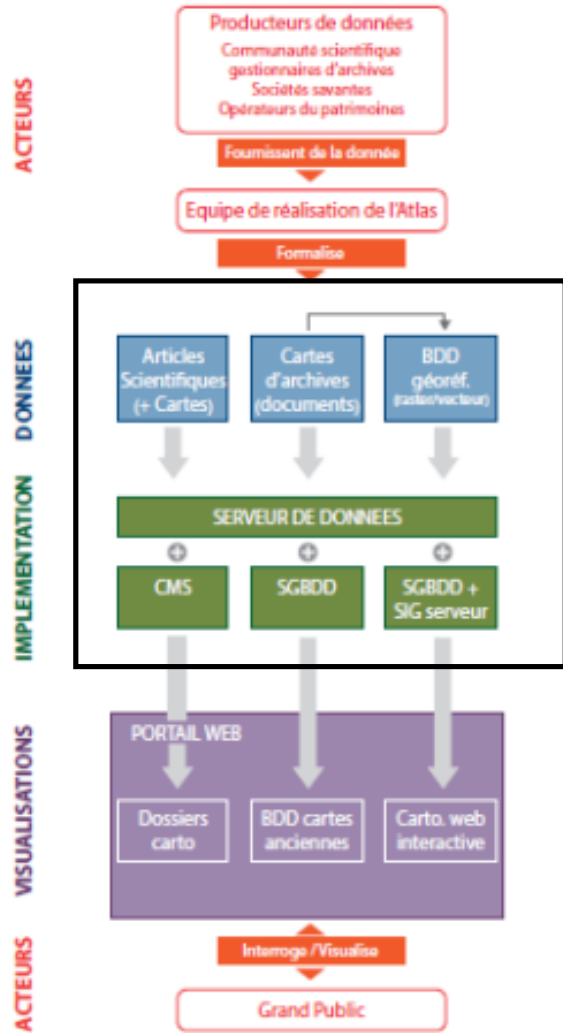 ACTEURS
Producteurs de données
Communauté scientifique
gestionnaires d'archives
Sociétés savantes
Opérateurs du patrimoines
Fournissent de la donnée
Equipe de réalisation de l'Atlas
Formalise
DONNEES
Articles
Scientifiques
(+ Cartes)
Cartes
d'archives
(documents)
BDD
géoréf.
(raster/vecteur)
IMPLEMENTATION
SERVEUR DE DONNEES
CMS
SGBDD
SGBDD +
SIG serveur
VISUALISATIONS
PORTAIL WEB
Dossiers
carto
BDD cartes
anciennes
Carto. web
interactive
ACTEURS
Interroge / Visualise
Grand Public